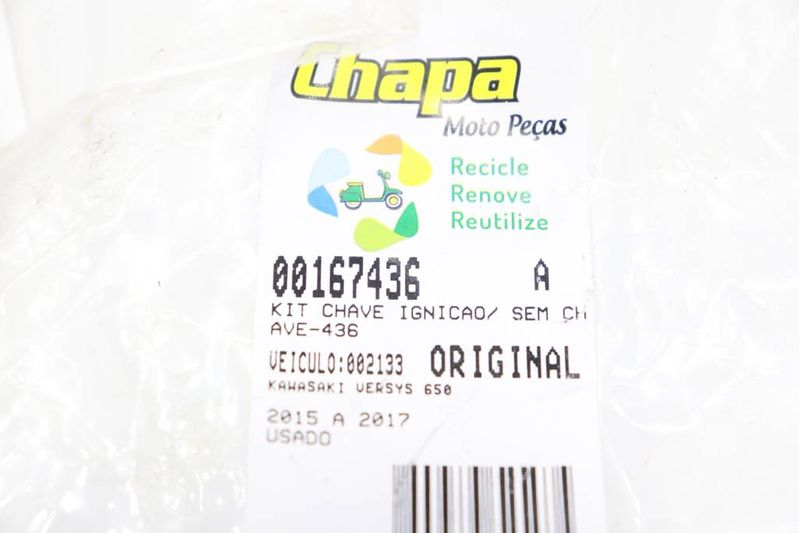 Chapa
Moto Peças
Recicle
Renove
Reutilize
00167436 A
KIT CHAVE IGNICAO/ SEM CH
AVE-436
VEICULO:002133 ORIGINAL
KAWASAKI VERSYS 650
2015 A 2017
USADO